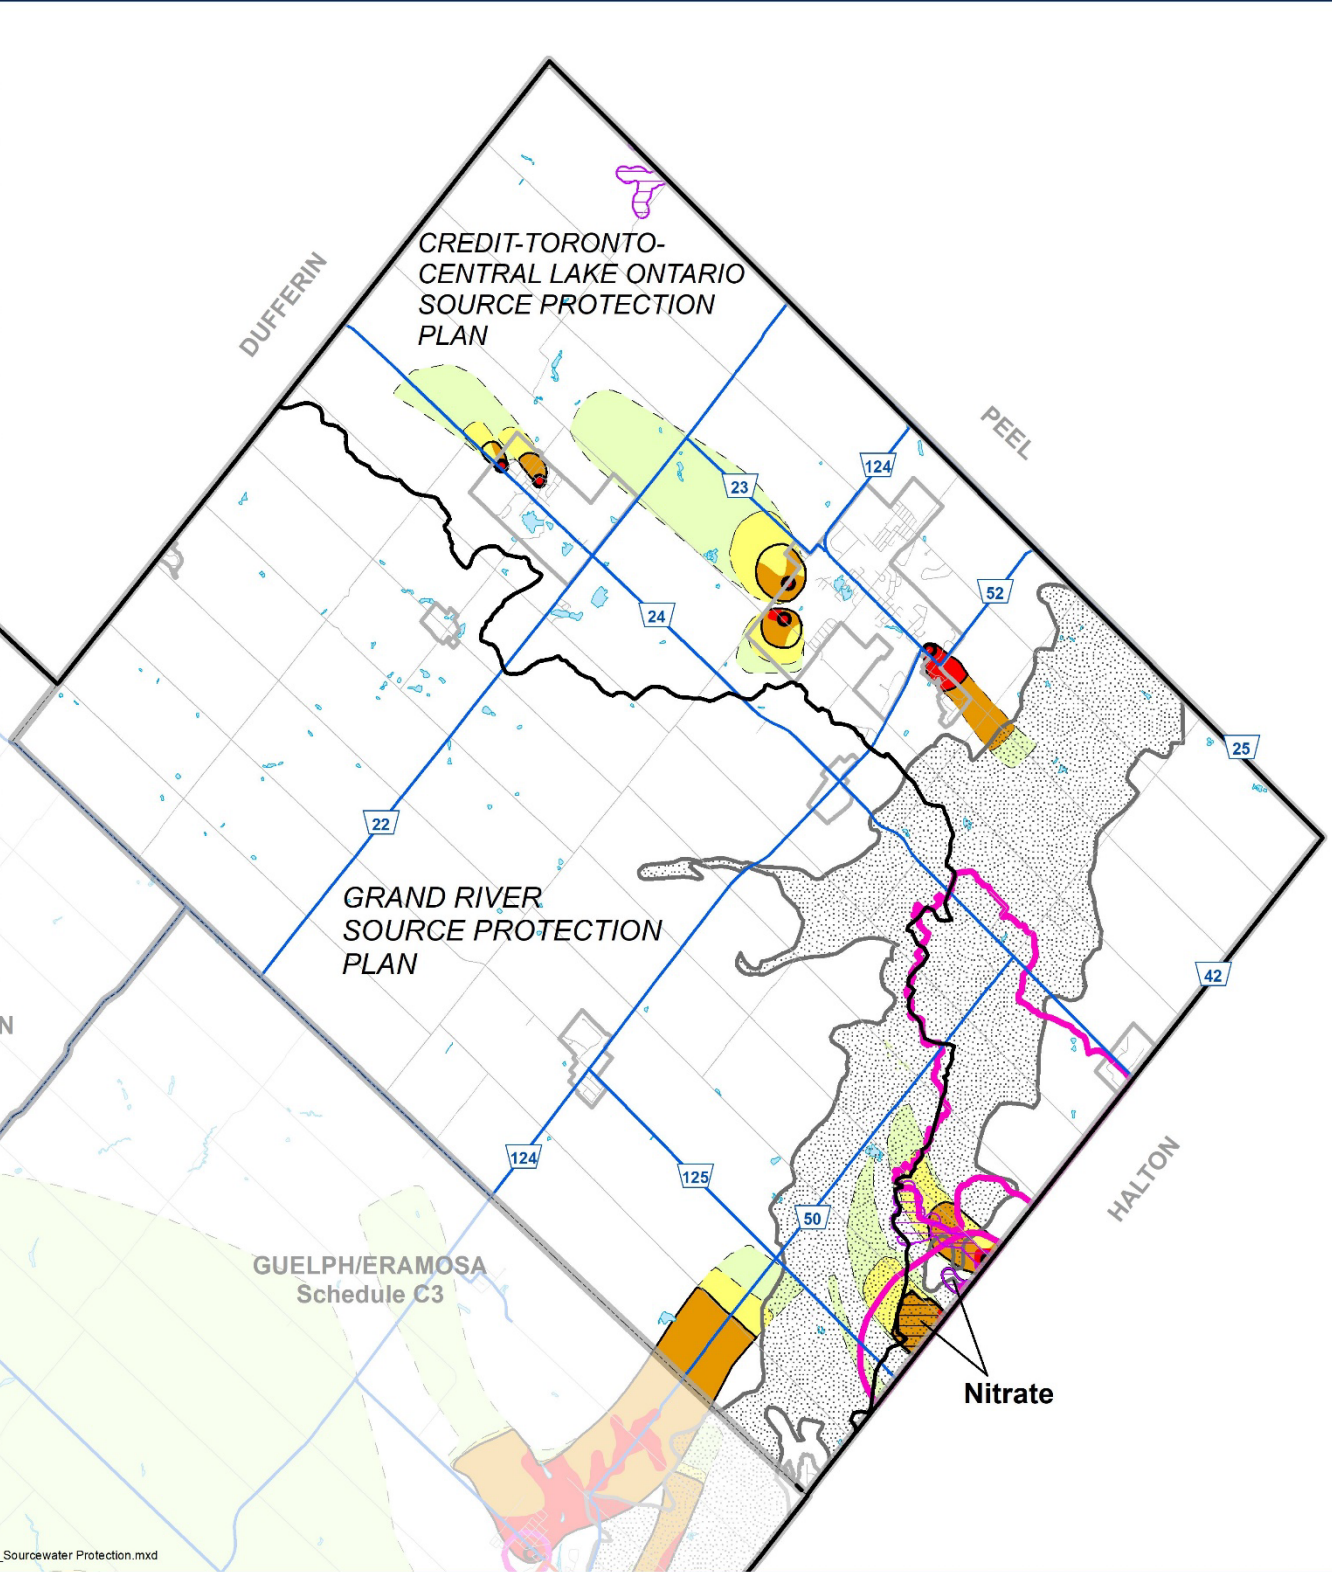 CREDIT-TORONTO-
CENTRAL LAKE ONTARIO
SOURCE PROTECTION
PLAN
DUFFERIN
PEEL
124
23
52
24
25
22
GRAND RIVER
SOURCE PROTECTION
PLAN
42
N
124
125
HALTON
50
GUELPH/ERAMOSA
Schedule C3
Nitrate
_Sourcewater Protection.mxd